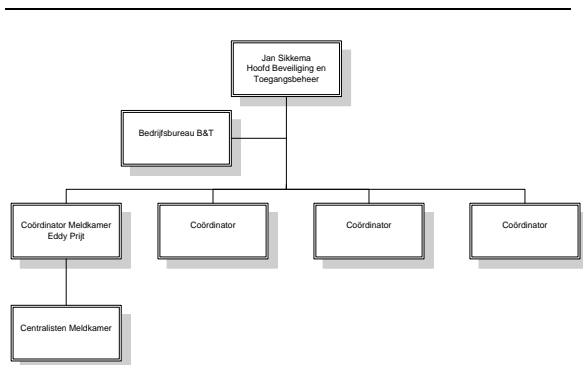 Jan Sikkema
Hoofd Beveiliging en
Toegangsbeheer
Bedrijfsbureau B&T
Coördinator Meldkamer
Eddy Prijt
Coördinator
Coördinator
Coördinator
Centralisten Meldkamer